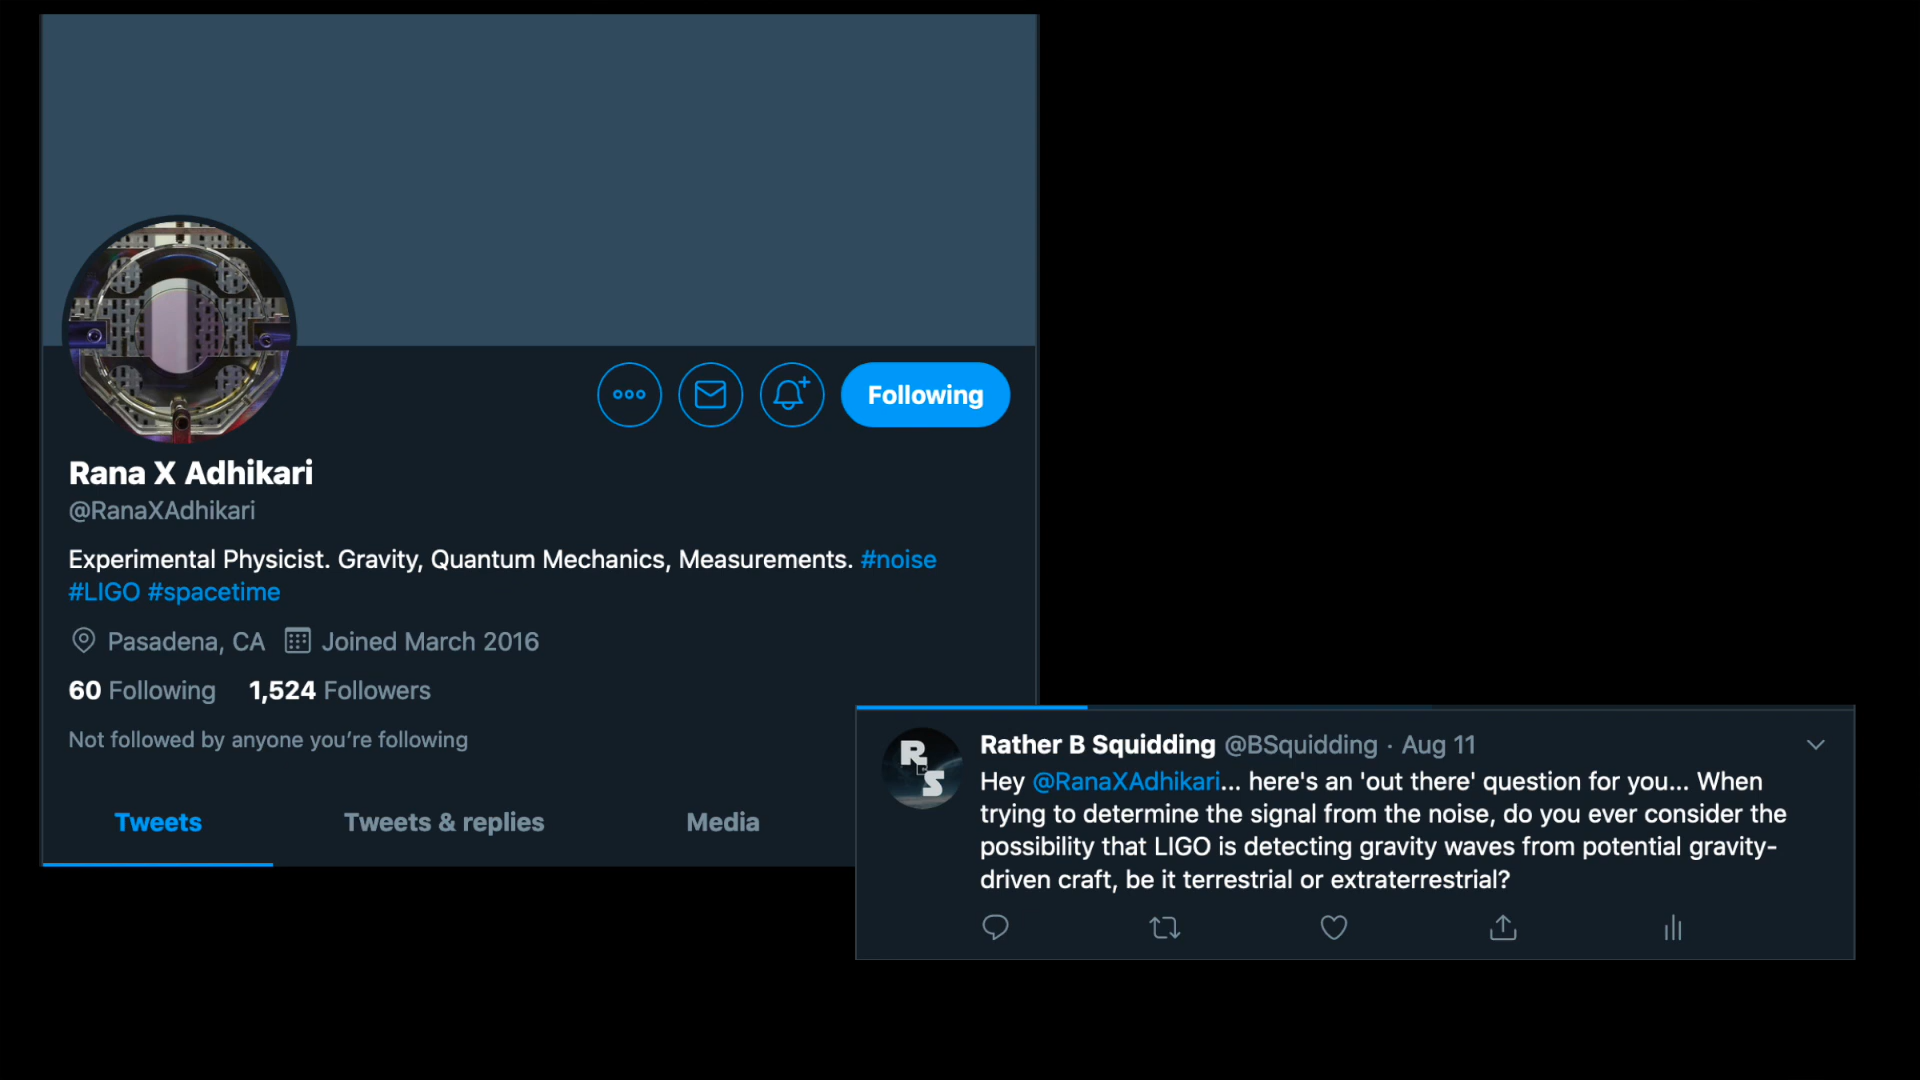 Following
Rana X Adhikari
@RanaXAdhikari
Experimental Physicist. Gravity, Quantum Mechanics, Measurements. #noise
#LIGO #spacetime
Pasadena, CA Joined March 2016
60 Following 1,524 Followers
Not followed by anyone you’re following
Tweets Tweets & replies Media
RCS
Rather B Squidding @BSquidding · Aug 11
Hey @RanaXAdhikari... here's an 'out there' question for you... When
trying to determine the signal from the noise, do you ever consider the
possibility that LIGO is detecting gravity waves from potential gravity-
driven craft, be it terrestrial or extraterrestrial?